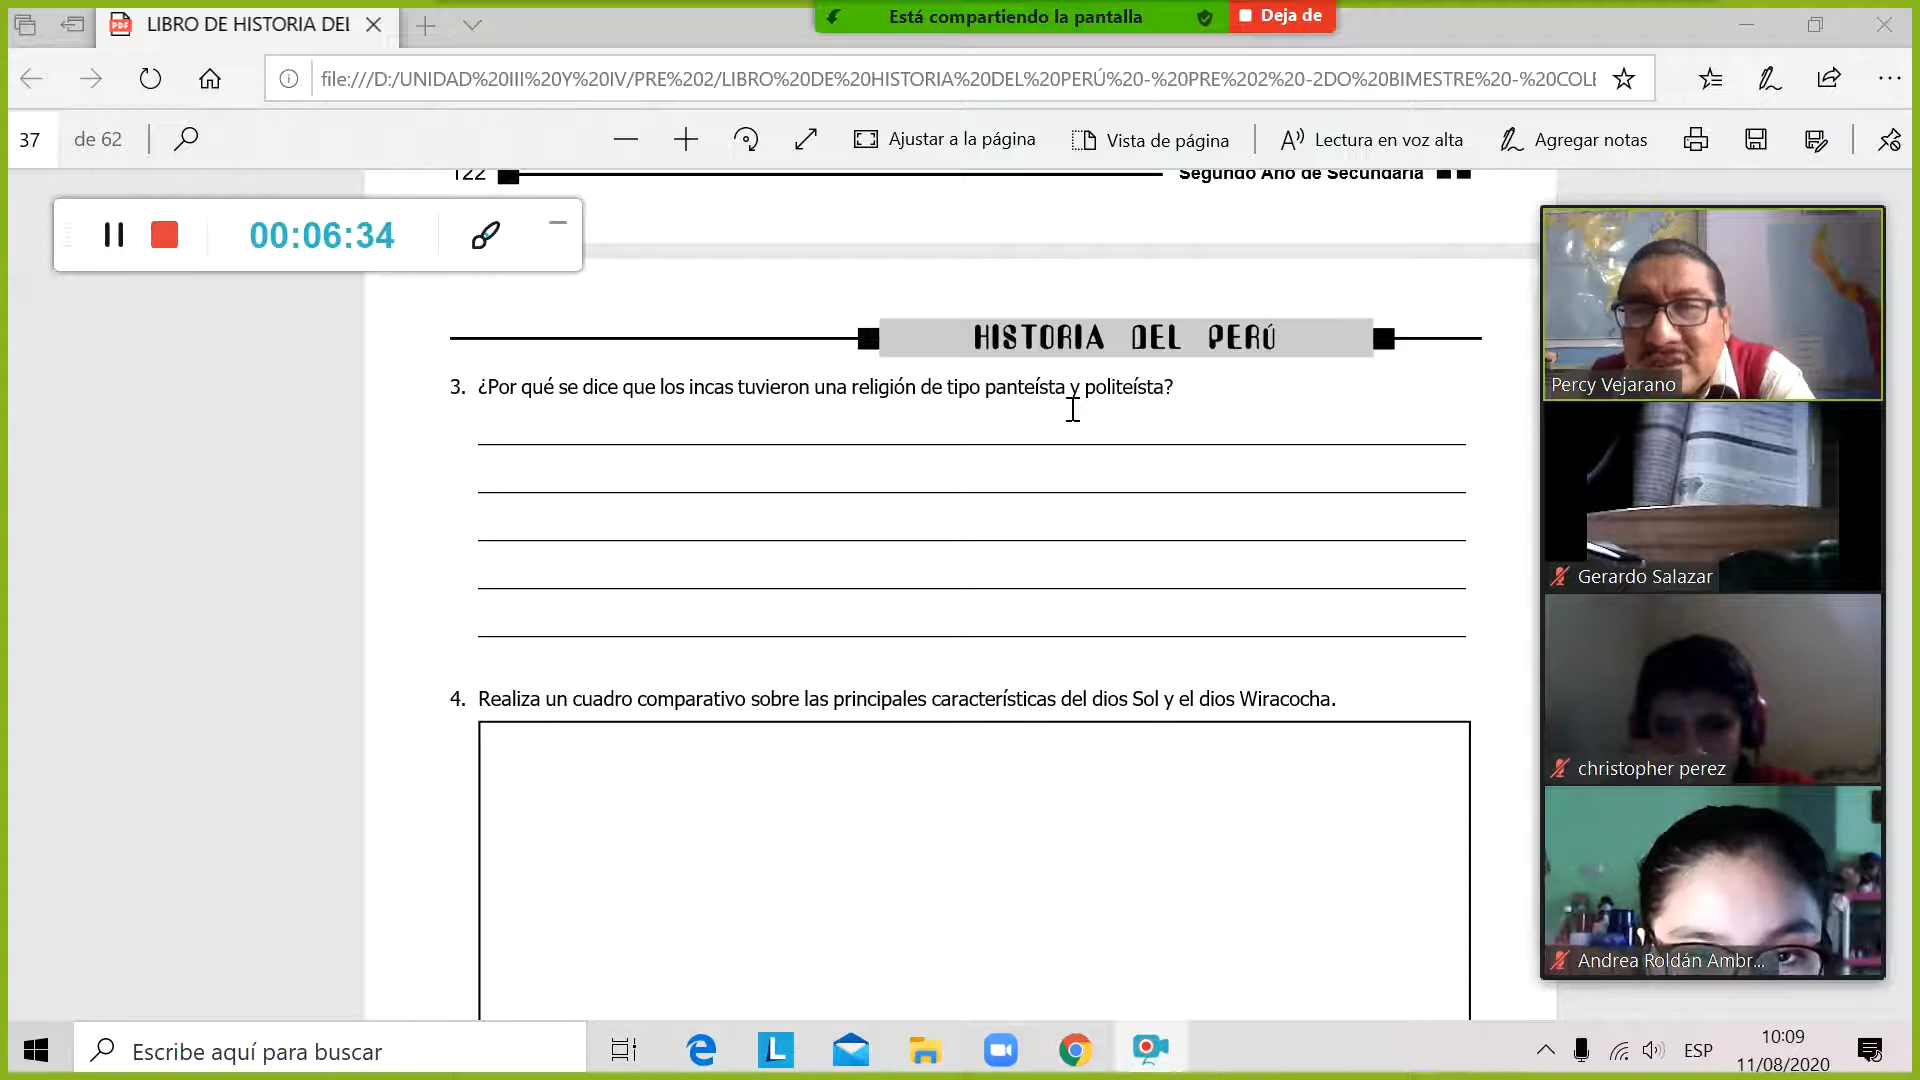 LIBRO DE HISTORIA DEL
Está compartiendo la pantalla
Deja de
file:///D:/UNIDAD%20III%20Y%20IV/PRE%202/LIBRO%20DE%20HISTORIA%20DEL%20PERÚ%20-%20PRE%202%20-2DO%20BIMESTRE%20-%20COLE
37
de 62
Ajustar a la página
Vista de página
Lectura en voz alta
Agregar notas
122
Segundo Año de Secundaria
00:06:34
HISTORIA DEL PERÚ
3. ¿Por qué se dice que los incas tuvieron una religión de tipo panteísta y politeísta?
4. Realiza un cuadro comparativo sobre las principales características del dios Sol y el dios Wiracocha.
Percy Vejarano
Gerardo Salazar
christopher perez
Andrea Roldán Ambr...
Escribe aquí para buscar
ESP
10:09
11/08/2020